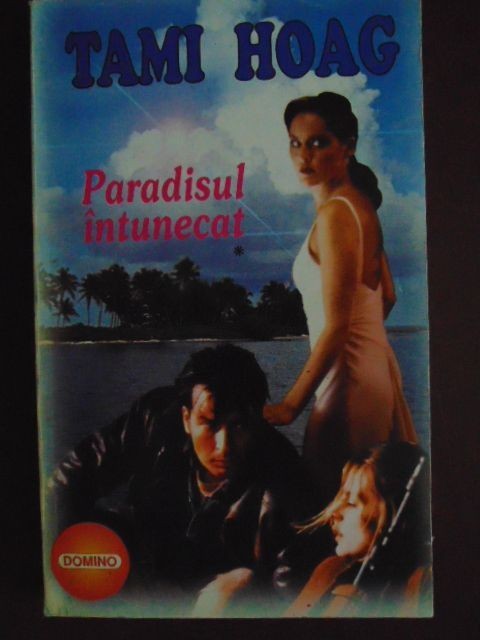 TAMI HOAG
Paradisul
întunecat
*
DOMINO